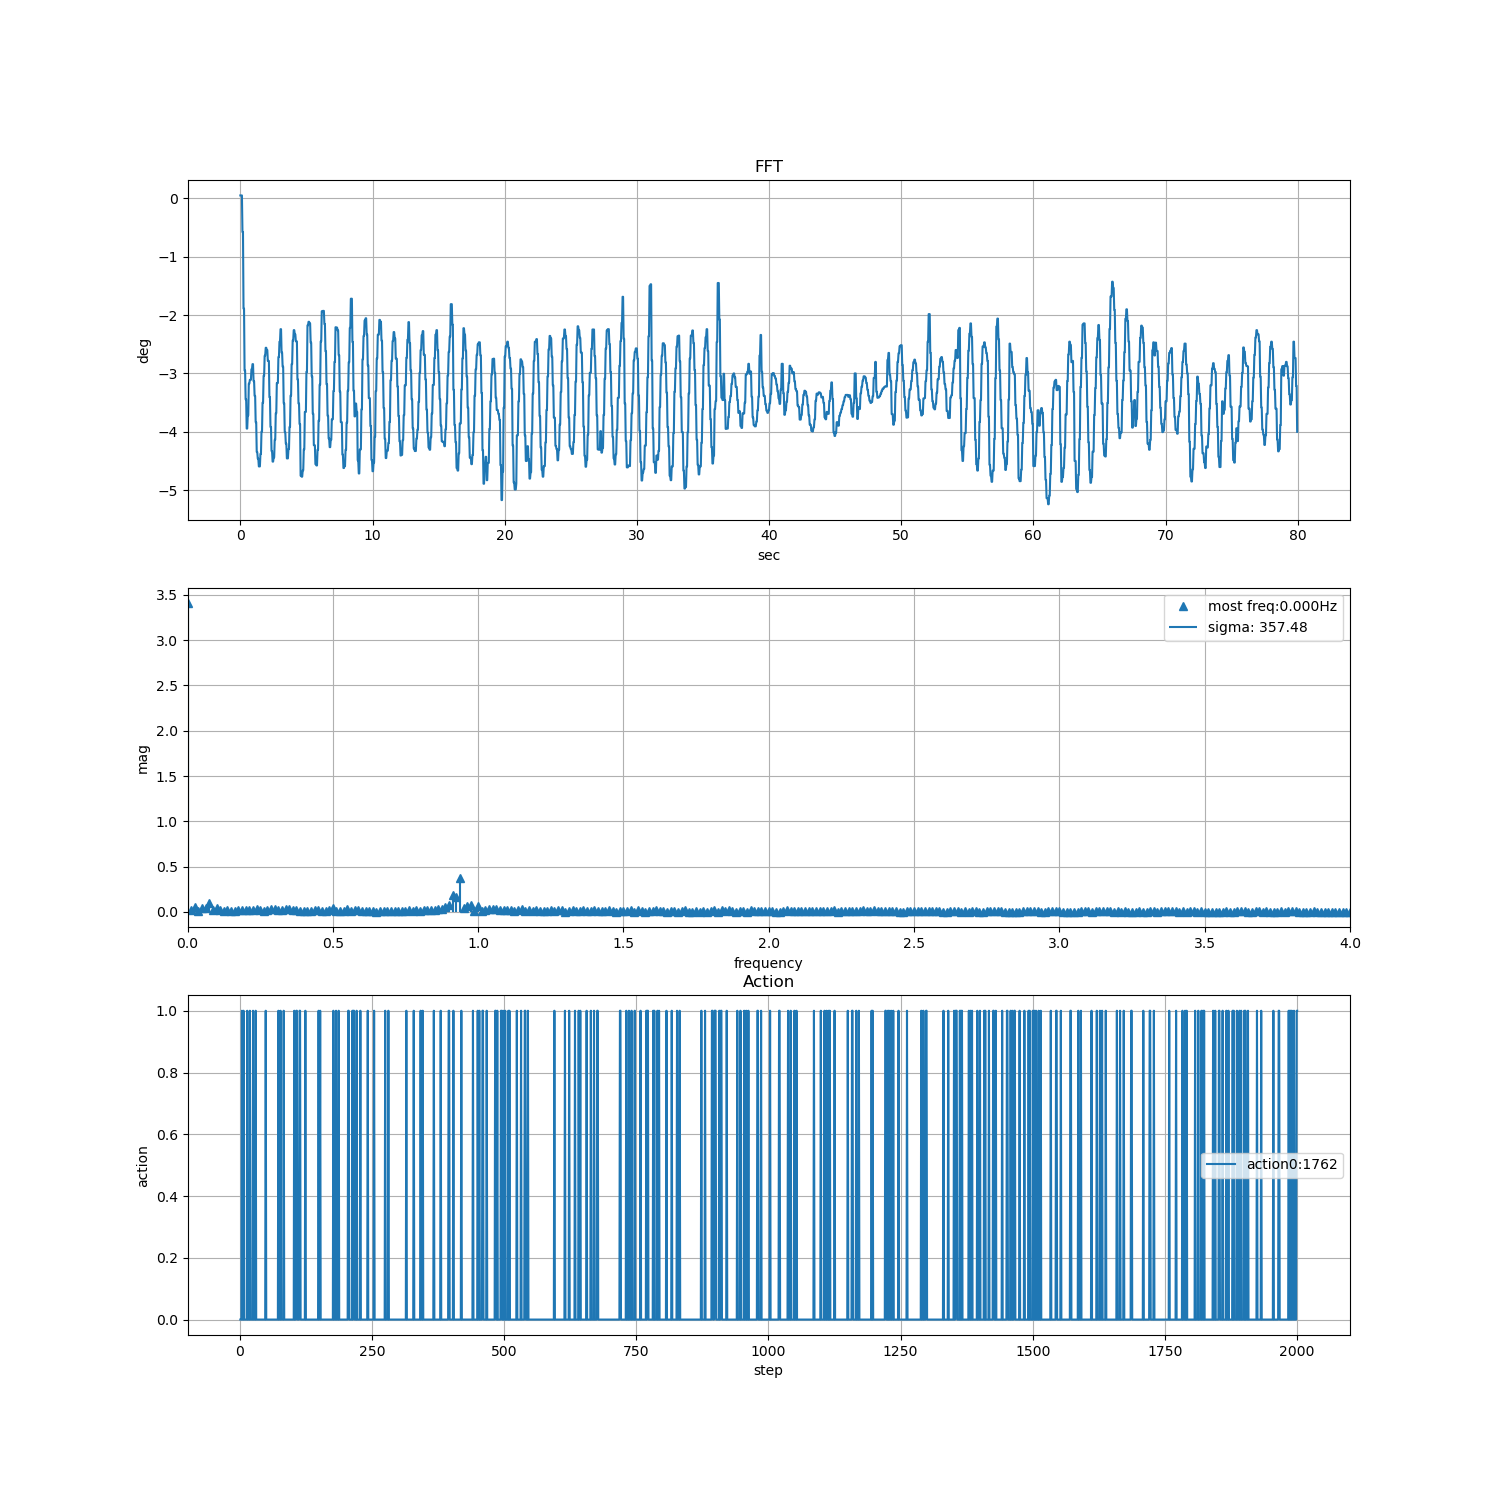 FFT
0
−1
−2
−3
−4
−5
deg
0 10 20 30 40 50 60 70 80
sec
3.5
3.0
2.5
2.0
1.5
1.0
0.5
0.0
mag
most freq:0.000Hz
sigma: 357.48
0.0 0.5 1.0 1.5 2.0 2.5 3.0 3.5 4.0
frequency
Action
1.0
0.8
0.6
0.4
0.2
0.0
action
action0:1762
0 250 500 750 1000 1250 1500 1750 2000
step